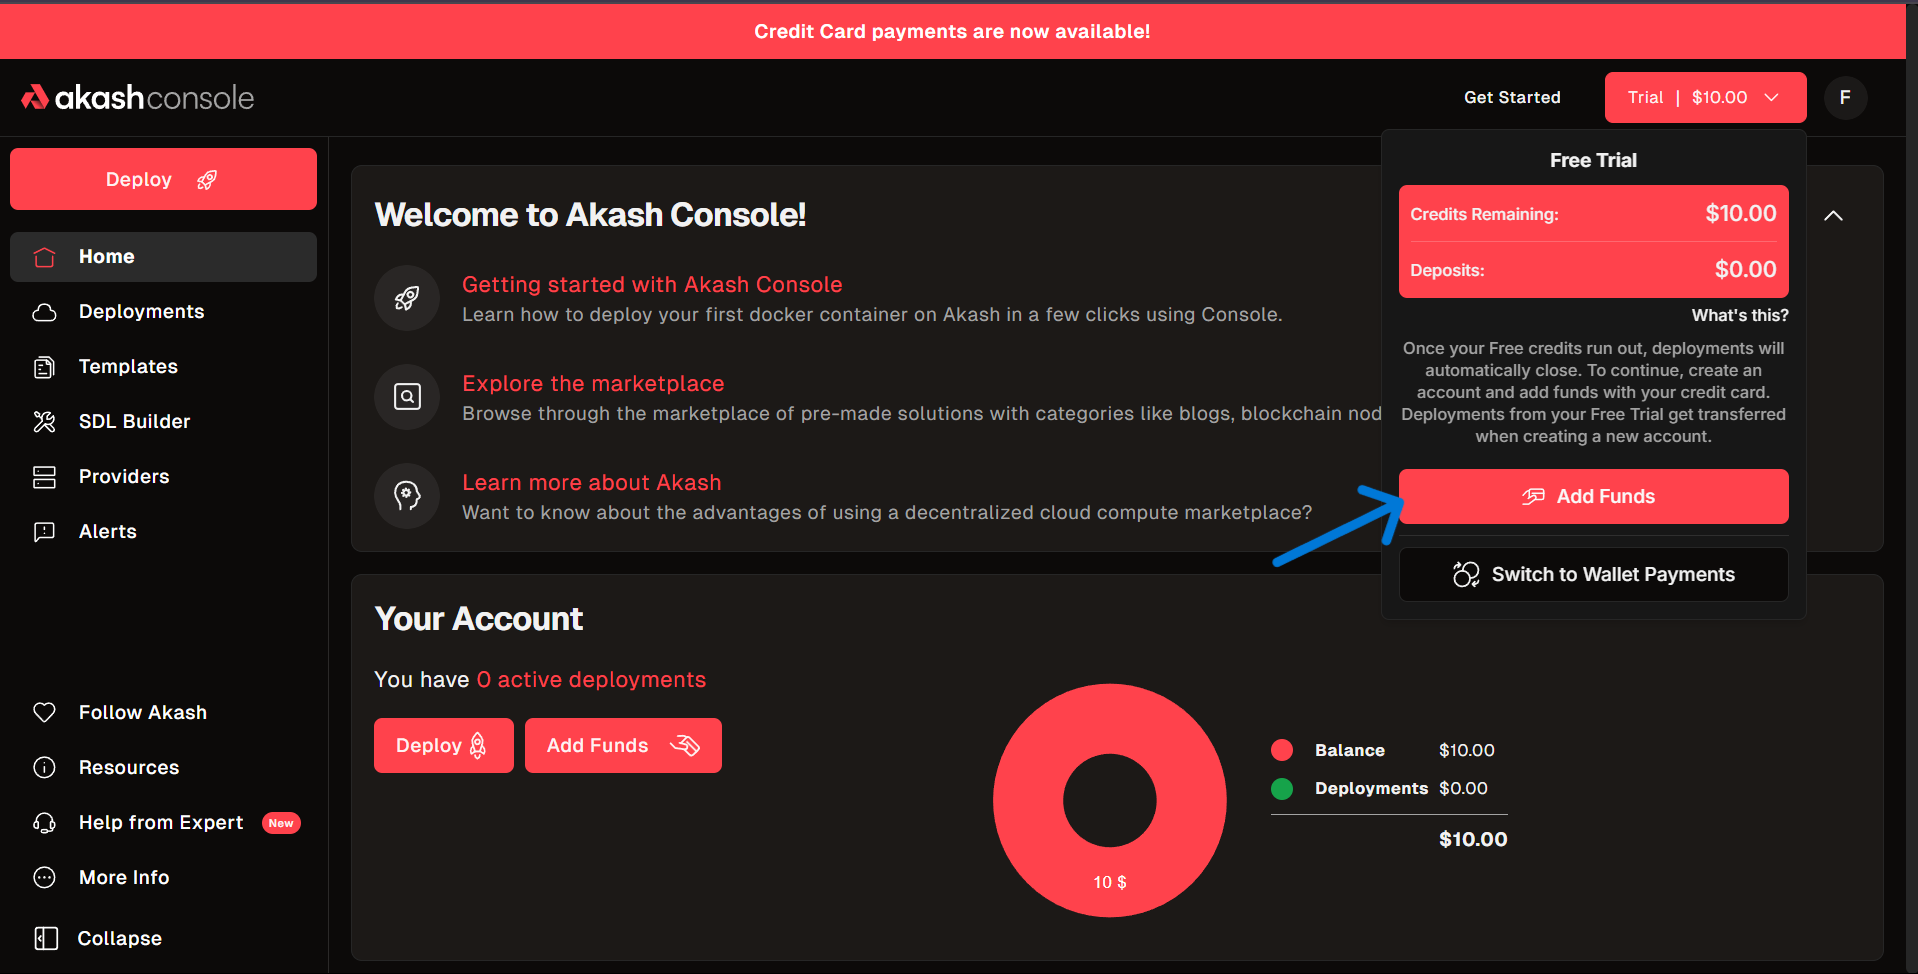 Credit Card payments are now available!
akashconsole
Get Started
Trial | $10.00
F
Deploy
Home
Deployments
Templates
SDL Builder
Providers
Alerts
Follow Akash
Resources
Help from Expert New
More Info
Collapse
Welcome to Akash Console!
Getting started with Akash Console
Learn how to deploy your first docker container on Akash in a few clicks using Console.
Explore the marketplace
Browse through the marketplace of pre-made solutions with categories like blogs, blockchain nod
Learn more about Akash
Want to know about the advantages of using a decentralized cloud compute marketplace?
Free Trial
Credits Remaining: $10.00
Deposits: $0.00
What's this?
Once your Free credits run out, deployments will
automatically close. To continue, create an
account and add funds with your credit card.
Deployments from your Free Trial get transferred
when creating a new account.
Add Funds
Switch to Wallet Payments
Your Account
You have 0 active deployments
Deploy
Add Funds
10 $
Balance $10.00
Deployments $0.00
$10.00